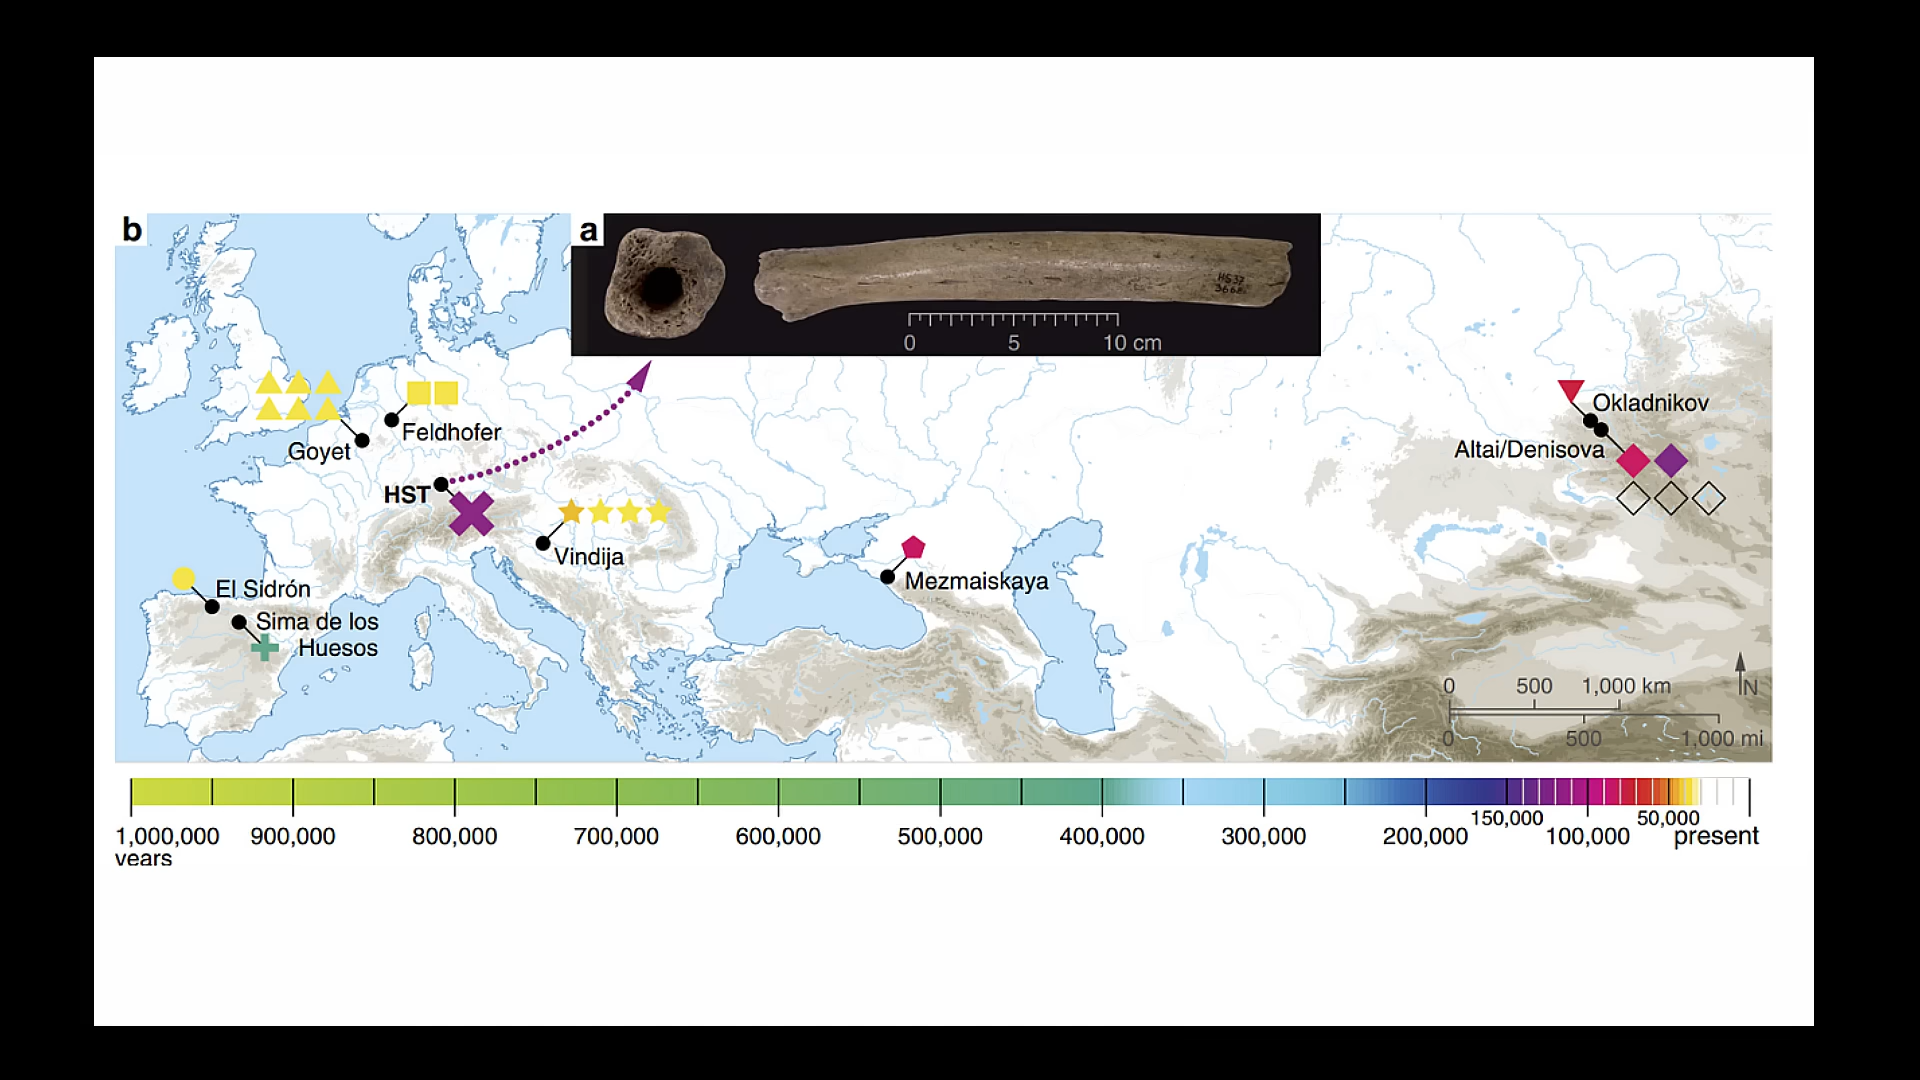 b
a
HS37
0
5
10 cm
Okladnikov
Altai/Denisova
Feldhofer
Goyet
HST
Vindija
Mezmaiskaya
El Sidrón
Sima de los
Huesos
0
500
1,000 km
N
0
500
1,000 mi
1,000,000
900,000
800,000
700,000
600,000
500,000
400,000
300,000
200,000
150,000
100,000
50,000
present
years